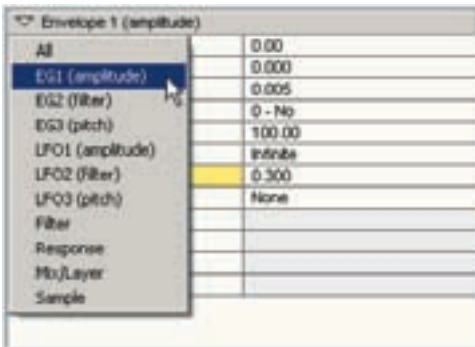 Envelope 1 (amplitude)
All
0.00
EG1 (amplitude)
0.000
EG2 (filter)
0.005
EG3 (pitch)
0 - No
LFO1 (amplitude)
100.00
Infinite
LFO2 (filter)
0.300
LFO3 (pitch)
None
Filter
Response
Mix/Layer
Sample